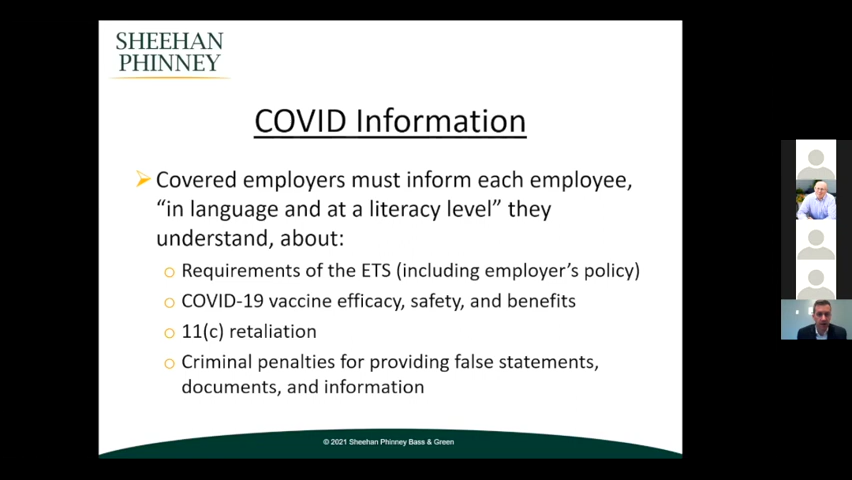 SHEEHAN
PHINNEY
COVID Information
Covered employers must inform each employee,
“in language and at a literacy level” they
understand, about:
Requirements of the ETS (including employer’s policy)
COVID-19 vaccine efficacy, safety, and benefits
11(c) retaliation
Criminal penalties for providing false statements,
documents, and information
© 2021 Sheehan Phinney Bass & Green